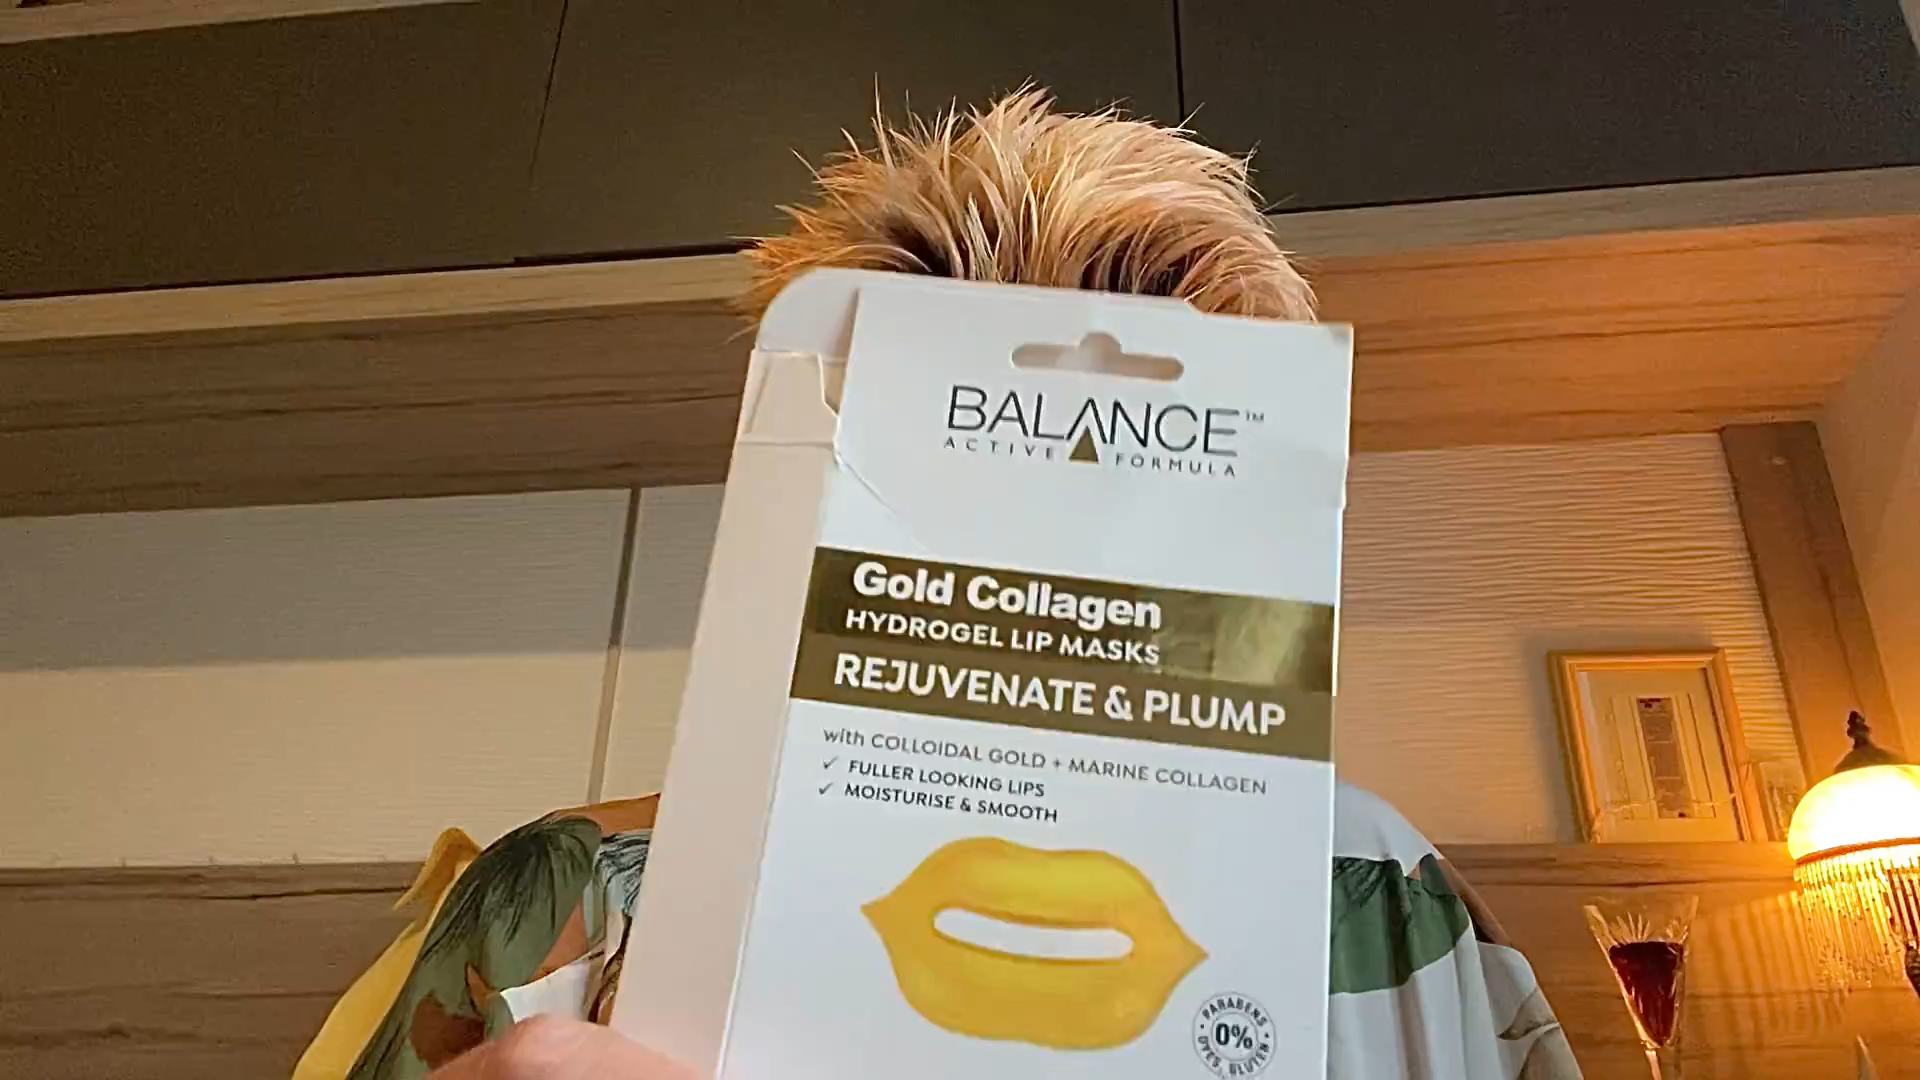 BALANCE™
ACTIVE FORMULA
Gold Collagen
HYDROGEL LIP MASKS
REJUVENATE & PLUMP
with COLLOIDAL GOLD + MARINE COLLAGEN
✓ FULLER LOOKING LIPS
✓ MOISTURISE & SMOOTH
PARABENS
0%
DYES, GLUTEN